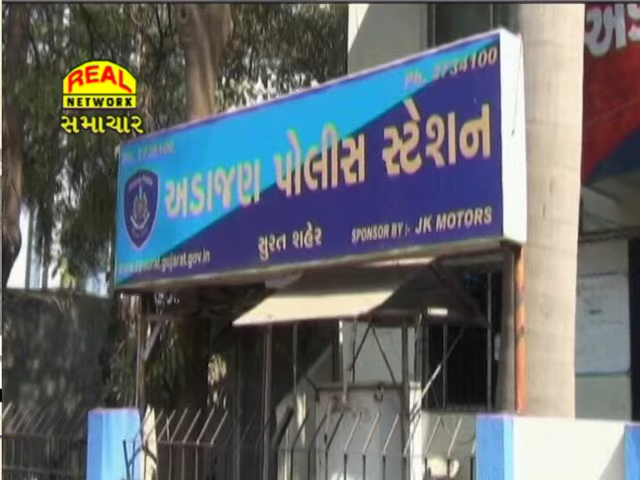 REAL
NETWORK
સમાચાર
Ph. 2734100
અડાજણ પોલીસ સ્ટેશન
સુરત શહેર
SPONSOR BY :- JK MOTORS